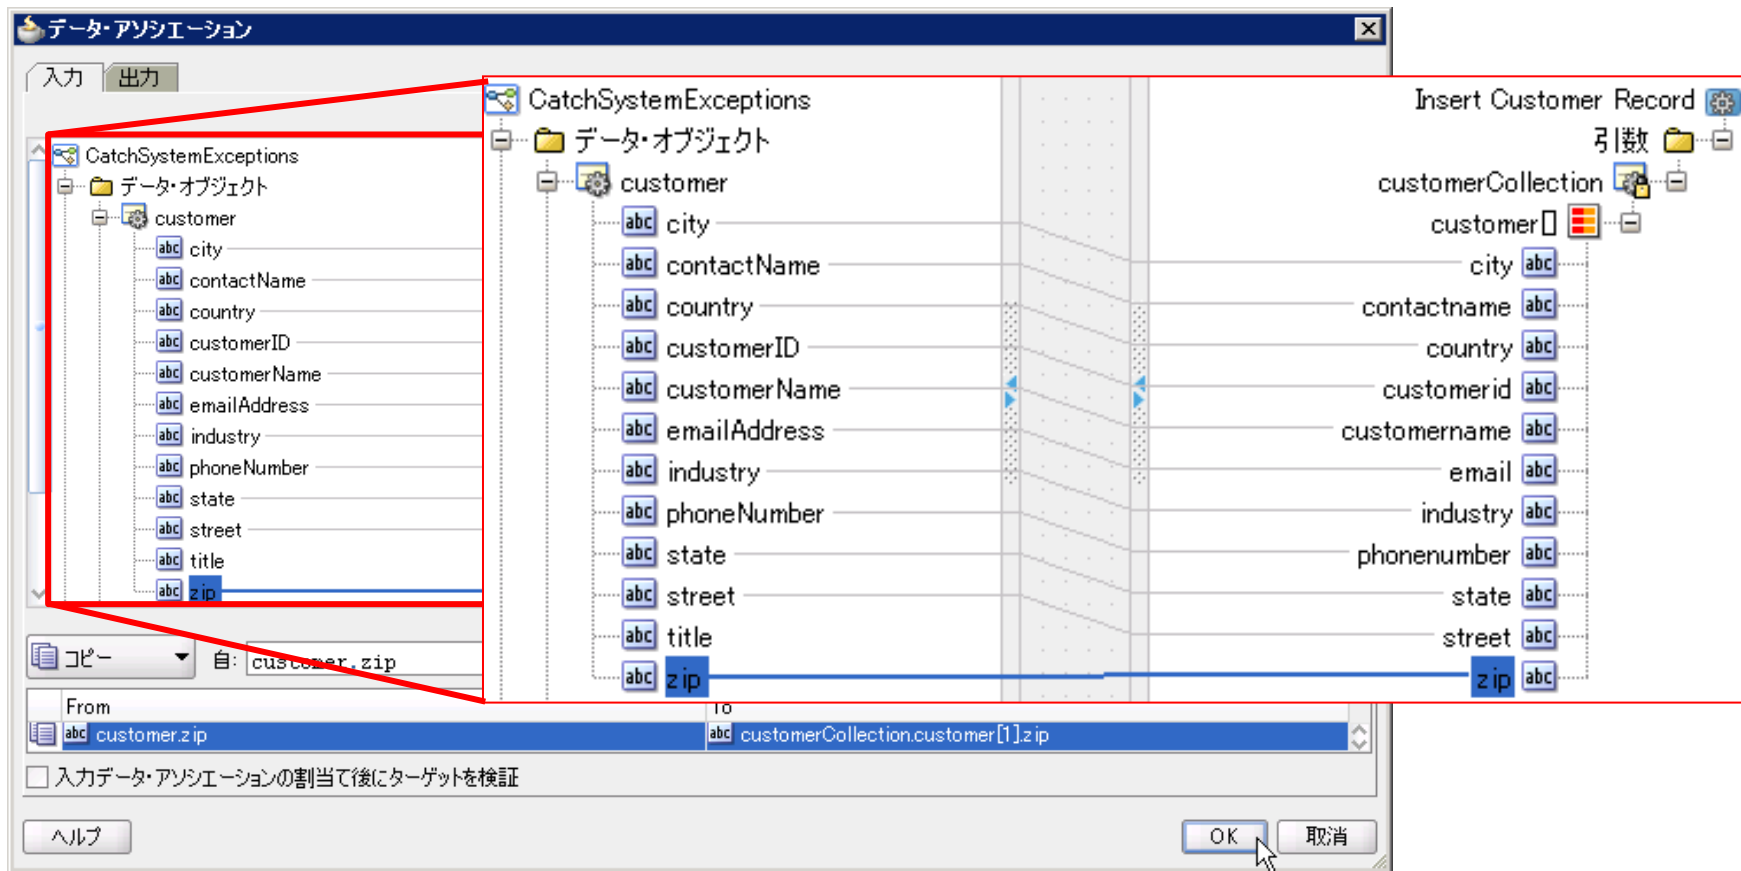 データ・アソシエーション
入力
出力
CatchSystemExceptions
データ・オブジェクト
customer
city
contactName
country
customerID
customerName
emailAddress
industry
phoneNumber
state
street
title
zip
CatchSystemExceptions
データ・オブジェクト
customer
city
contactName
country
customerID
customerName
emailAddress
industry
phoneNumber
state
street
title
zip
Insert Customer Record
引数
customerCollection
customer[]
city
contactname
country
customerid
customername
email
industry
phonenumber
state
street
zip
コピー
自: customer.zip
From To
customer.zip customerCollection.customer[1].zip
入力データ・アソシエーションの割当て後にターゲットを検証
ヘルプ
OK
取消